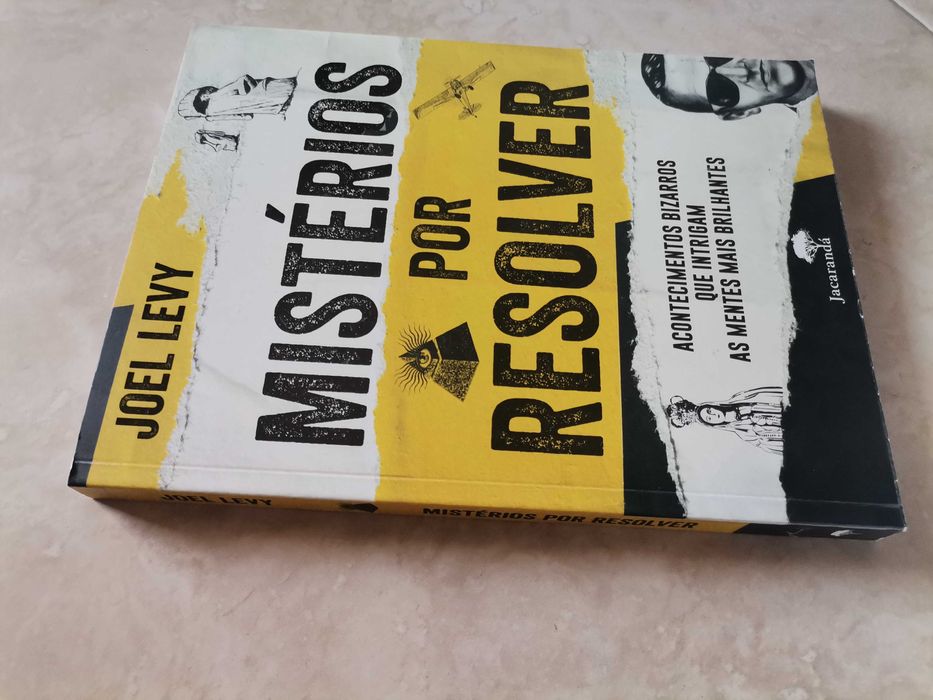 JOEL LEVY
MISTÉRIOS
POR
RESOLVER
ACONTECIMENTOS BIZARROS
QUE INTRIGAM
AS MENTES MAIS BRILHANTES
Jacarandá
JOEL LEVY
MISTÉRIOS POR RESOLVER